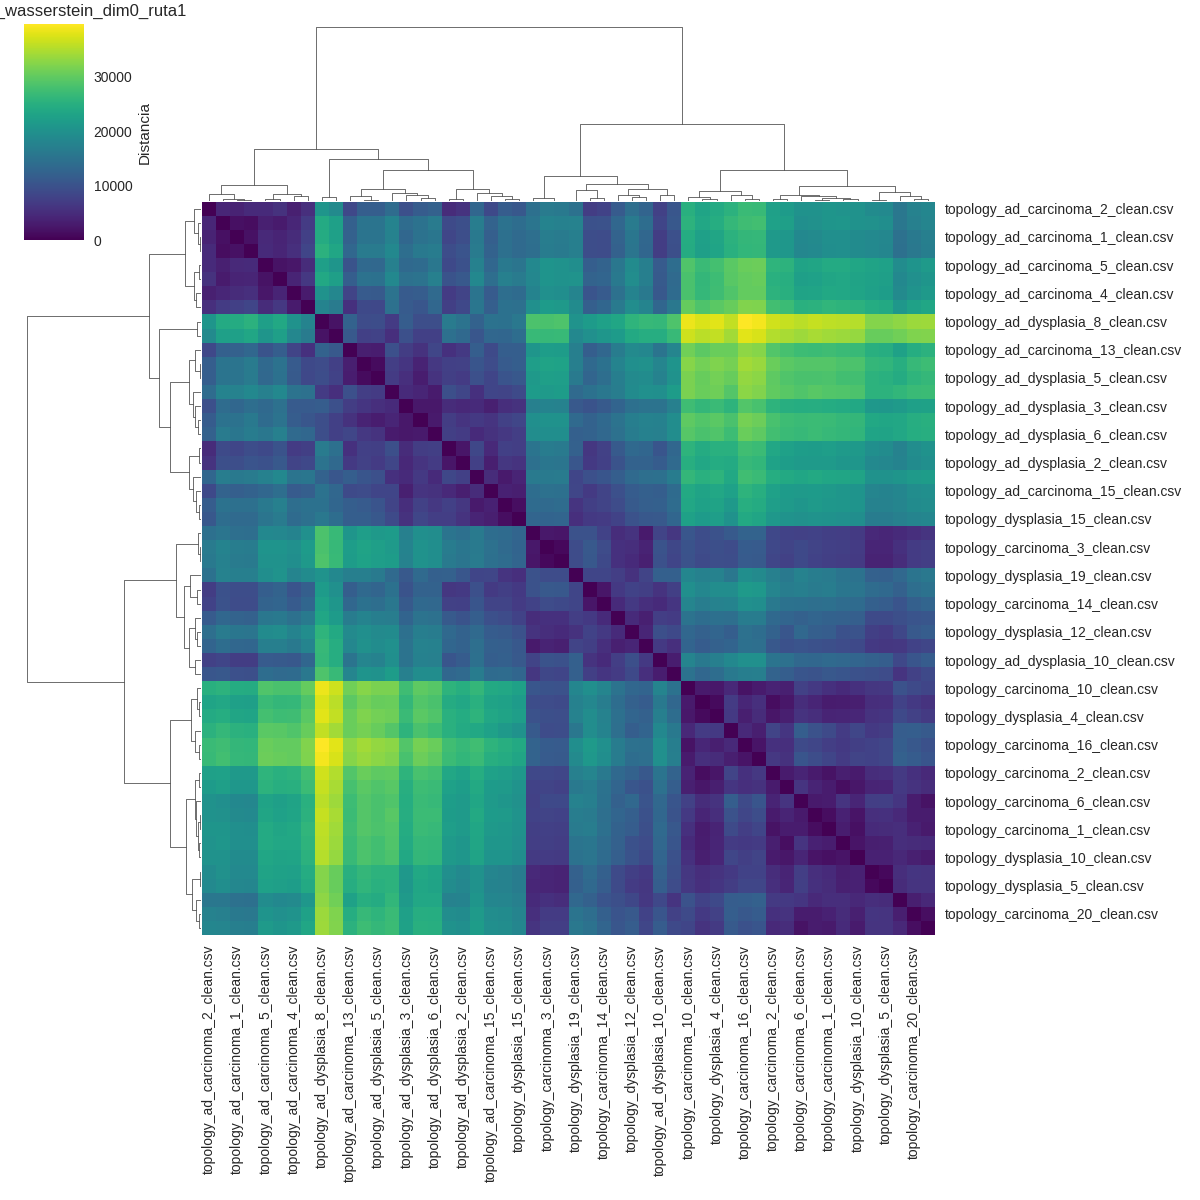 _wasserstein_dim0_ruta1
30000
20000
10000
0
Distancia
topology_ad_carcinoma_2_clean.csv
topology_ad_carcinoma_1_clean.csv
topology_ad_carcinoma_5_clean.csv
topology_ad_carcinoma_4_clean.csv
topology_ad_dysplasia_8_clean.csv
topology_ad_carcinoma_13_clean.csv
topology_ad_dysplasia_5_clean.csv
topology_ad_dysplasia_3_clean.csv
topology_ad_dysplasia_6_clean.csv
topology_ad_dysplasia_2_clean.csv
topology_ad_carcinoma_15_clean.csv
topology_dysplasia_15_clean.csv
topology_carcinoma_3_clean.csv
topology_dysplasia_19_clean.csv
topology_carcinoma_14_clean.csv
topology_dysplasia_12_clean.csv
topology_ad_dysplasia_10_clean.csv
topology_carcinoma_10_clean.csv
topology_dysplasia_4_clean.csv
topology_carcinoma_16_clean.csv
topology_carcinoma_2_clean.csv
topology_carcinoma_6_clean.csv
topology_carcinoma_1_clean.csv
topology_dysplasia_10_clean.csv
topology_dysplasia_5_clean.csv
topology_carcinoma_20_clean.csv
topology_ad_carcinoma_2_clean.csv
topology_ad_carcinoma_1_clean.csv
topology_ad_carcinoma_5_clean.csv
topology_ad_carcinoma_4_clean.csv
topology_ad_dysplasia_8_clean.csv
topology_ad_carcinoma_13_clean.csv
topology_ad_dysplasia_5_clean.csv
topology_ad_dysplasia_3_clean.csv
topology_ad_dysplasia_6_clean.csv
topology_ad_dysplasia_2_clean.csv
topology_ad_carcinoma_15_clean.csv
topology_dysplasia_15_clean.csv
topology_carcinoma_3_clean.csv
topology_dysplasia_19_clean.csv
topology_carcinoma_14_clean.csv
topology_dysplasia_12_clean.csv
topology_ad_dysplasia_10_clean.csv
topology_carcinoma_10_clean.csv
topology_dysplasia_4_clean.csv
topology_carcinoma_16_clean.csv
topology_carcinoma_2_clean.csv
topology_carcinoma_6_clean.csv
topology_carcinoma_1_clean.csv
topology_dysplasia_10_clean.csv
topology_dysplasia_5_clean.csv
topology_carcinoma_20_clean.csv